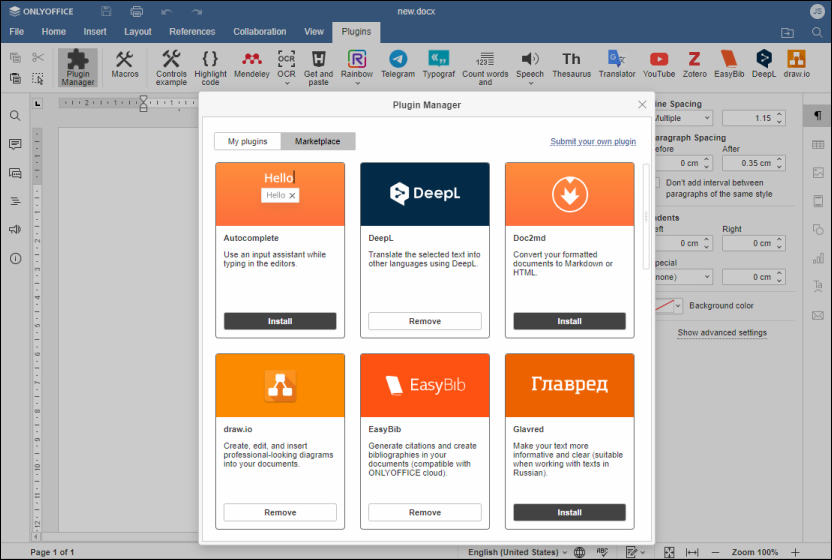 ONLYOFFICE
new.docx
JS
File Home Insert Layout References Collaboration View Plugins
Plugin Manager
Macros
Controls example
Highlight code
Mendeley
OCR
OCR
Get and paste
Rainbow
Telegram
Typograf
123
Count words and
Speech
Th
Thesaurus
Translator
YouTube
Z
Zotero
EasyBib
DeepL
draw.io
Plugin Manager
My plugins
Marketplace
Submit your own plugin
Hello
Hello ×
Autocomplete
Use an input assistant while
typing in the editors.
Install
DeepL
DeepL
Translate the selected text into
other languages using DeepL.
Remove
Doc2md
Convert your formatted
documents to Markdown or
HTML.
Install
draw.io
Create, edit, and insert
professional-looking diagrams
into your documents.
Remove
EasyBib
EasyBib
Generate citations and create
bibliographies in your
documents (compatible with
ONLYOFFICE cloud).
Remove
Главред
Glavred
Make your text more
informative and clear (suitable
when working with texts in
Russian).
Install
ine Spacing
Multiple
1.15
aragraph Spacing
efore
After
0 cm
0.35 cm
Don't add interval between
paragraphs of the same style
dents
eft
Right
0 cm
0 cm
pecial
none)
0 cm
Background color
Show advanced settings
Page 1 of 1
English (United States)
Zoom 100%